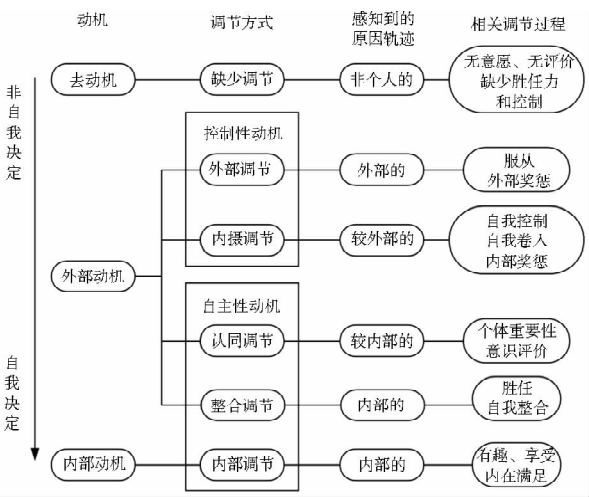 动机
调节方式
感知到的
原因轨迹
相关调节过程
非自我决定
自我决定
去动机
缺少调节
非个人的
无意愿、无评价
缺少胜任力
和控制
控制性动机
外部调节
外部的
服从
外部奖惩
内摄调节
较外部的
自我控制
自我卷入
内部奖惩
外部动机
自主性动机
认同调节
较内部的
个体重要性
意识评价
整合调节
内部的
胜任
自我整合
内部动机
内部调节
内部的
有趣、享受
内在满足